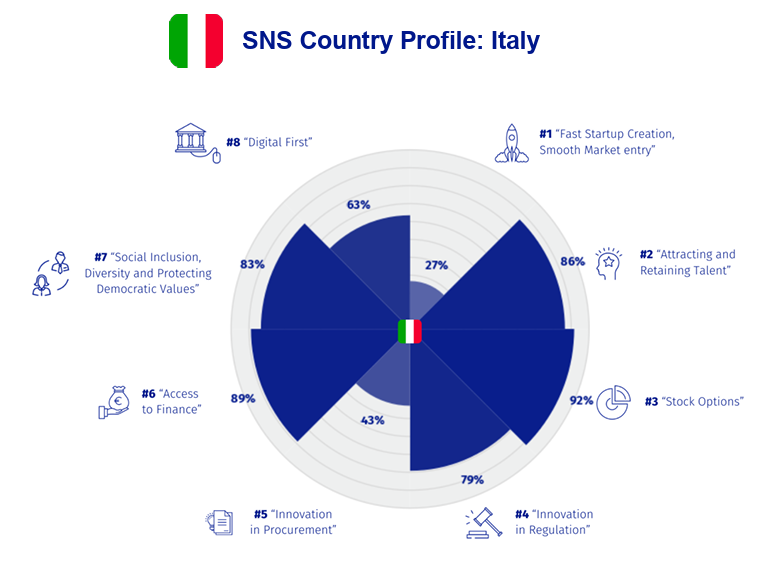 SNS Country Profile: Italy
#8 “Digital First”
#1 “Fast Startup Creation,
Smooth Market entry”
63%
27%
#7 “Social Inclusion,
Diversity and Protecting
Democratic Values”
83%
86%
#2 “Attracting and
Retaining Talent”
#6 “Access
to Finance”
€
89%
43%
92%
#3 “Stock Options”
79%
#5 “Innovation
in Procurement”
#4 “Innovation
in Regulation”